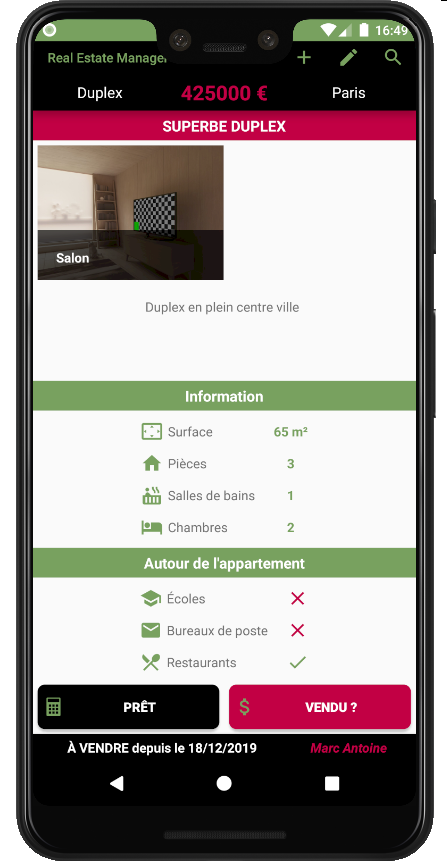 16:49
Real Estate Manager
Duplex 425000 € Paris
SUPERBE DUPLEX
Salon
Duplex en plein centre ville
Information
Surface 65 m²
Pièces 3
Salles de bains 1
Chambres 2
Autour de l'appartement
Écoles
Bureaux de poste
Restaurants
PRÊT $ VENDU ?
À VENDRE depuis le 18/12/2019 Marc Antoine